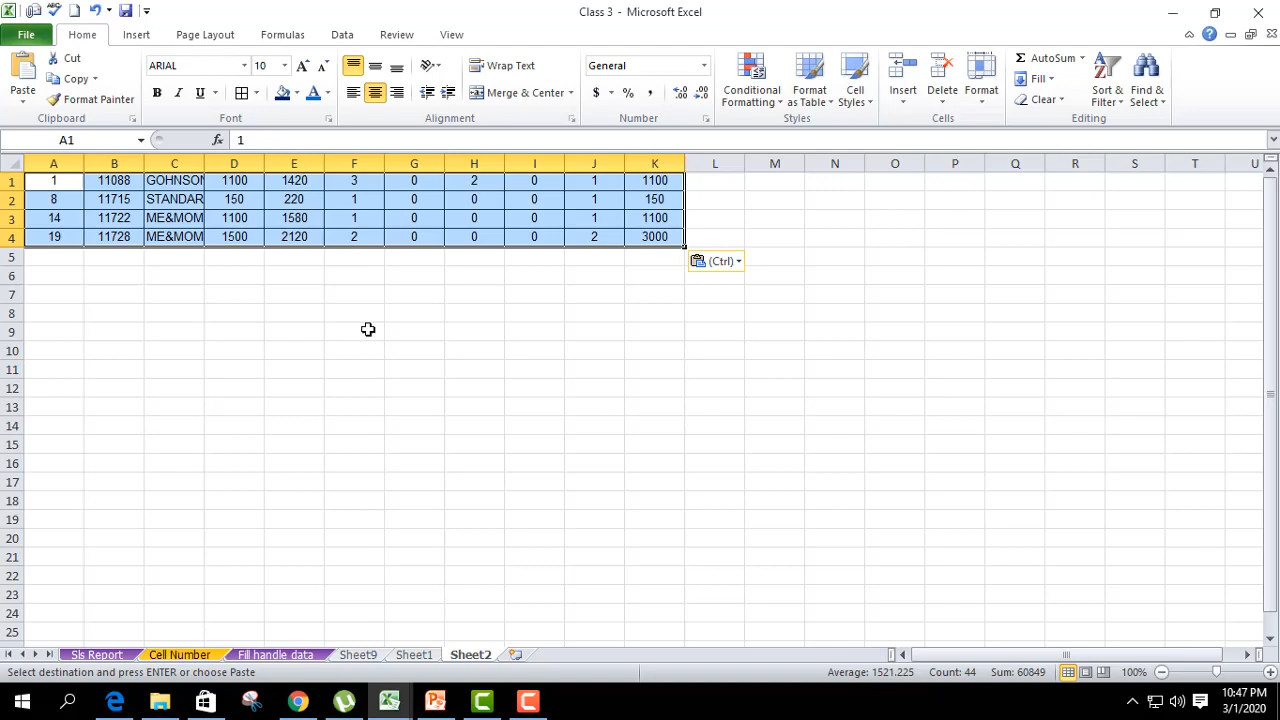 Class 3 - Microsoft Excel
File Home Insert Page Layout Formulas Data Review View
Paste
Cut
Copy
Format Painter
Clipboard
ARIAL 10
B I U
Font
Wrap Text
Merge & Center
Alignment
General
$ % ,
Number
Conditional Formatting
Format as Table
Cell Styles
Styles
Insert Delete Format
Cells
AutoSum
Fill
Clear
Sort & Filter
Find & Select
Editing
A1 fx 1
A B C D E F G H I J K L M N O P Q R S T U
1 1 11088 GOHNSON 1100 1420 3 0 2 0 1 1100
2 8 11715 STANDAR 150 220 1 0 0 0 1 150
3 14 11722 ME&MOM 1100 1580 1 0 0 0 1 1100
4 19 11728 ME&MOM 1500 2120 2 0 0 0 2 3000
5 (Ctrl)
6
7
8
9
10
11
12
13
14
15
16
17
18
19
20
21
22
23
24
25
Sls Report Cell Number Fill handle data Sheet9 Sheet1 Sheet2
Select destination and press ENTER or choose Paste Average: 1521.225 Count: 44 Sum: 60849 100%
10:47 PM
3/1/2020